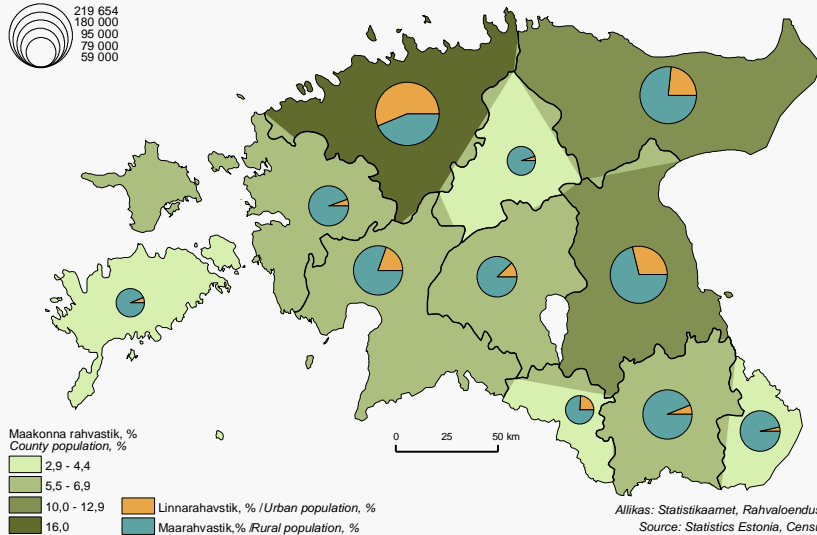 219 654
180 000
95 000
79 000
59 000
Maakonna rahvastik, %
County population, %
2,9 - 4,4
5,5 - 6,9
10,0 - 12,9
16,0
Linnarahavstik, % /Urban population, %
Maarahvastik,% /Rural population, %
0 25 50 km
Allikas: Statistikaamet, Rahvaloendus
Source: Statistics Estonia, Censu